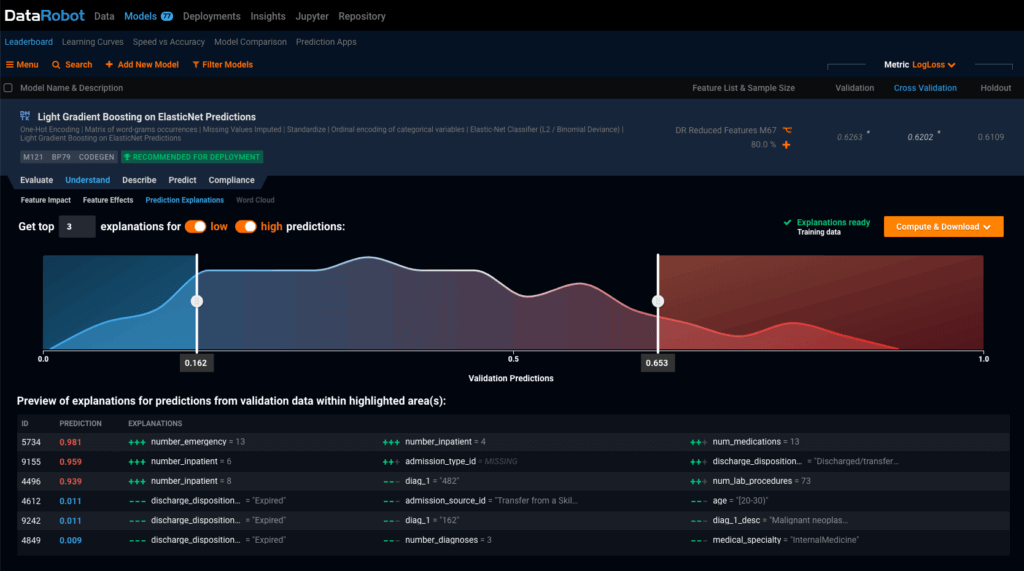 DataRobot Data Models 77 Deployments Insights Jupyter Repository
Leaderboard Learning Curves Speed vs Accuracy Model Comparison Prediction Apps
Menu Search + Add New Model Filter Models Metric LogLoss
Model Name & Description Feature List & Sample Size Validation Cross Validation Holdout
Light Gradient Boosting on ElasticNet Predictions
One-Hot Encoding | Matrix of word-grams occurrences | Missing Values Imputed | Standardize | Ordinal encoding of categorical variables | Elastic-Net Classifier (L2 / Binomial Deviance) |
Light Gradient Boosting on ElasticNet Predictions
DR Reduced Features M67
80.0 % +
0.6263 * 0.6202 * 0.6109
M121 BP79 CODEGEN RECOMMENDED FOR DEPLOYMENT
Evaluate Understand Describe Predict Compliance
Feature Impact Feature Effects Prediction Explanations Word Cloud
Get top 3 explanations for low high predictions:
Explanations ready
Training data
Compute & Download
0.0 0.5 1.0
0.162 0.653
Validation Predictions
Preview of explanations for predictions from validation data within highlighted area(s):
ID PREDICTION EXPLANATIONS
5734 0.981 +++ number_emergency = 13 +++ number_inpatient = 4 +++ num_medications = 13
9155 0.959 +++ number_inpatient = 6 +++ admission_type_id = MISSING +++ discharge_disposition... = "Discharged/transfer...
4496 0.939 +++ number_inpatient = 8 --- diag_1 = "482" +++ num_lab_procedures = 73
4612 0.011 --- discharge_disposition... = "Expired" --- admission_source_id = "Transfer from a Skil... --- age = "[20-30)"
9242 0.011 --- discharge_disposition... = "Expired" --- diag_1 = "162" --- diag_1_desc = "Malignant neoplas...
4849 0.009 --- discharge_disposition... = "Expired" --- number_diagnoses = 3 --- medical_specialty = "InternalMedicine"